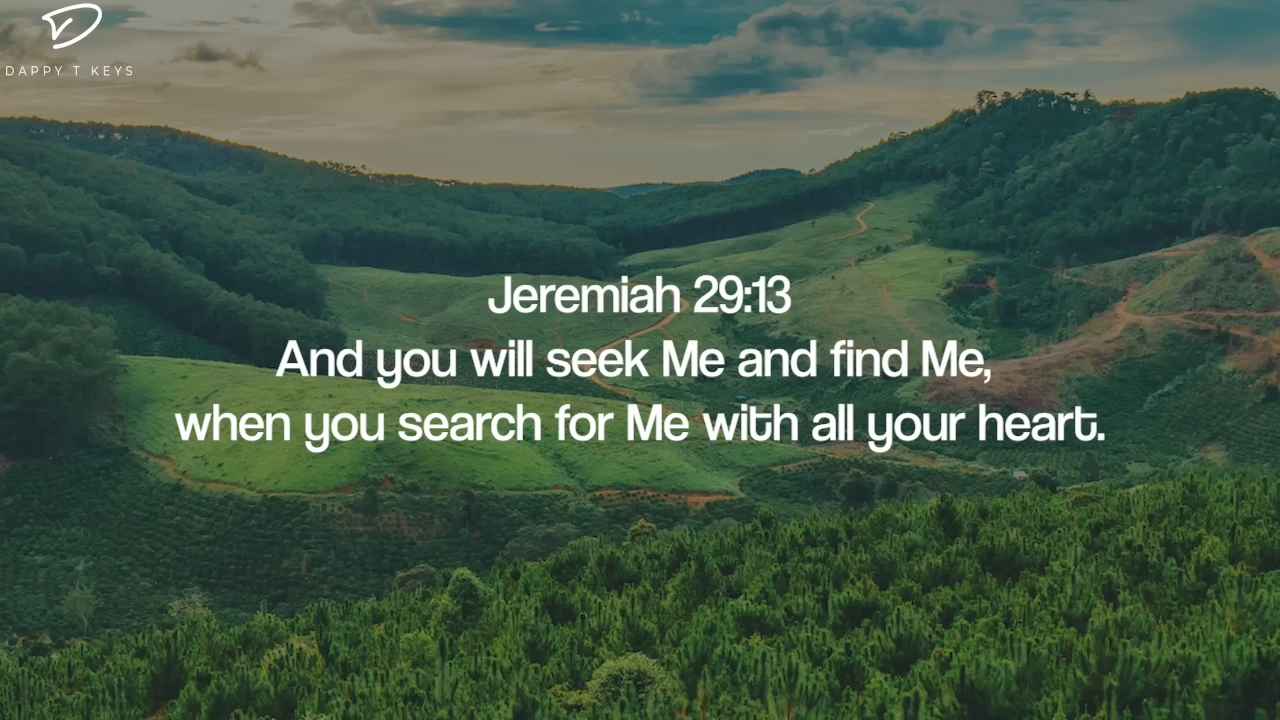 DAPPY T KEYS
Jeremiah 29:13
And you will seek Me and find Me,
when you search for Me with all your heart.